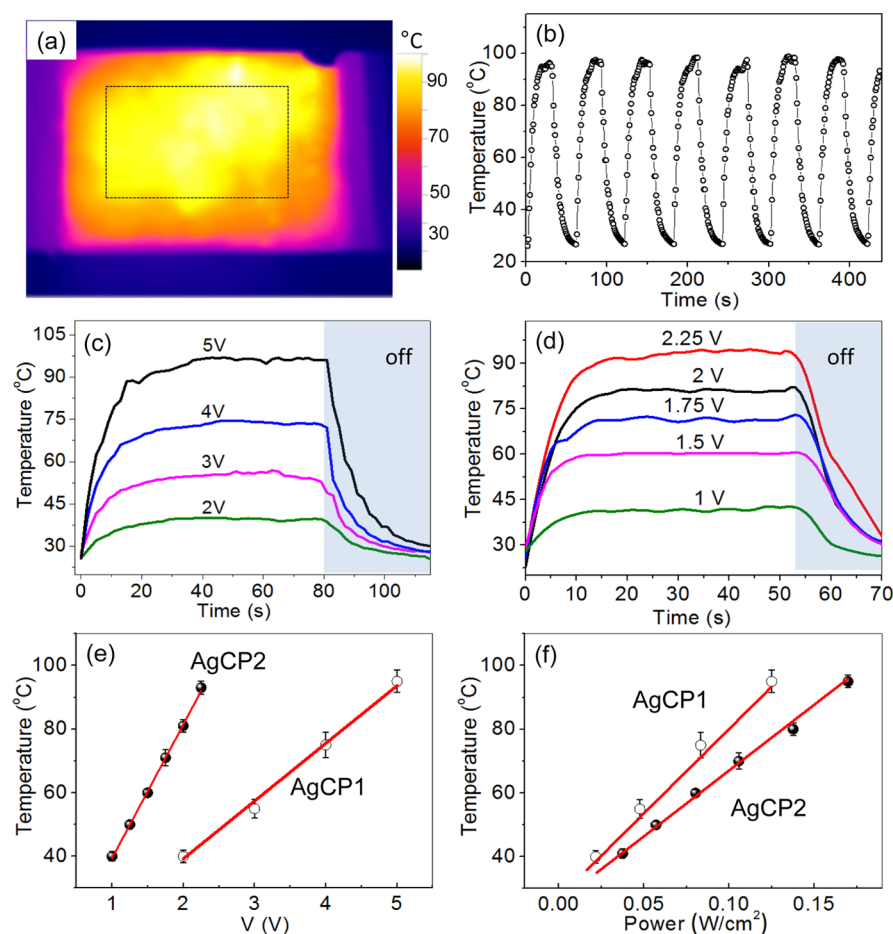 (a)
°C
90
70
50
30
(b)
Temperature (°C)
100
80
60
40
20
0 100 200 300 400
Time (s)
(c)
off
Temperature (°C)
105
90
75
60
45
30
5V
4V
3V
2V
0 20 40 60 80 100
Time (s)
(d)
off
Temperature (°C)
90
75
60
45
30
2.25 V
2 V
1.75 V
1.5 V
1 V
0 10 20 30 40 50 60 70
Time (s)
(e)
AgCP2
AgCP1
Temperature (°C)
100
80
60
40
1 2 3 4 5
V (V)
(f)
AgCP1
AgCP2
Temperature (°C)
100
80
60
40
0.00 0.05 0.10 0.15
Power (W/cm²)